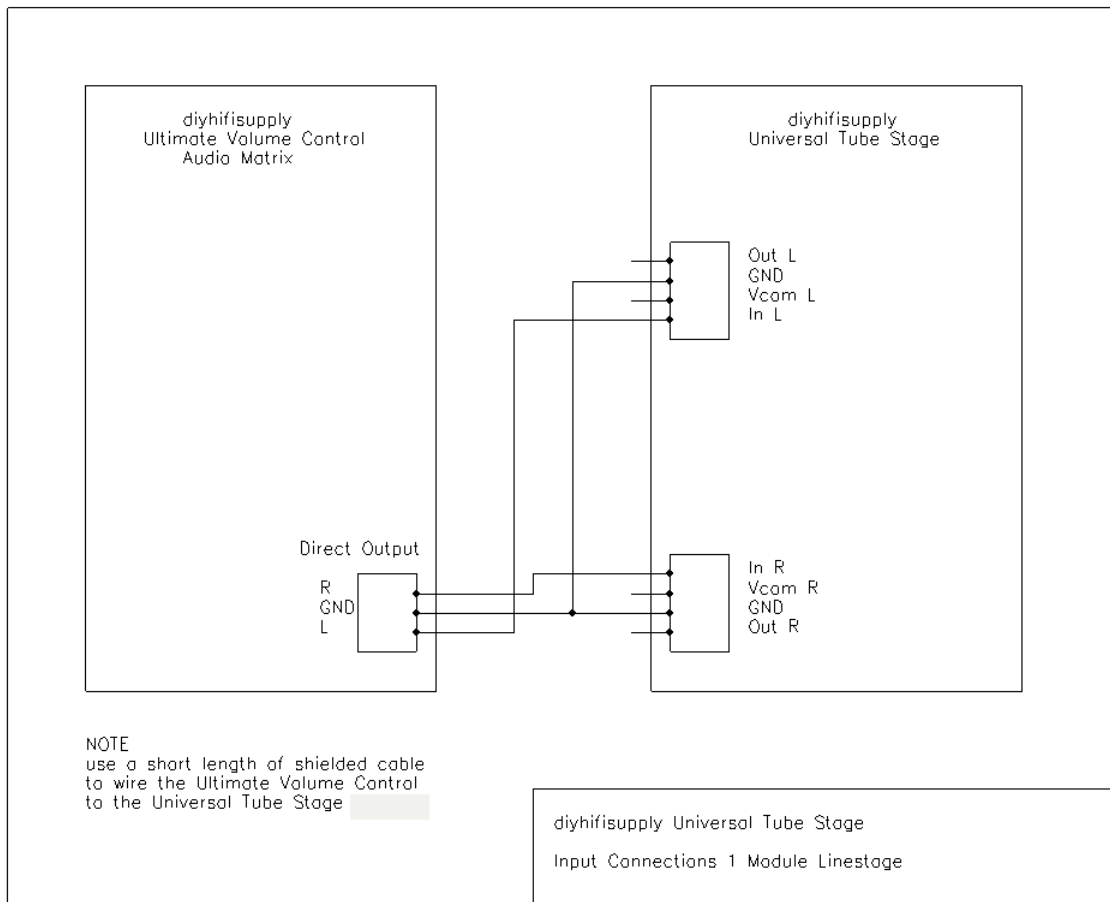 diyhifisupply
Ultimate Volume Control
Audio Matrix
diyhifisupply
Universal Tube Stage
Out L
GND
Vcom L
In L
Direct Output
R
GND
L
In R
Vcom R
GND
Out R
NOTE
use a short length of shielded cable
to wire the Ultimate Volume Control
to the Universal Tube Stage
diyhifisupply Universal Tube Stage
Input Connections 1 Module Linestage